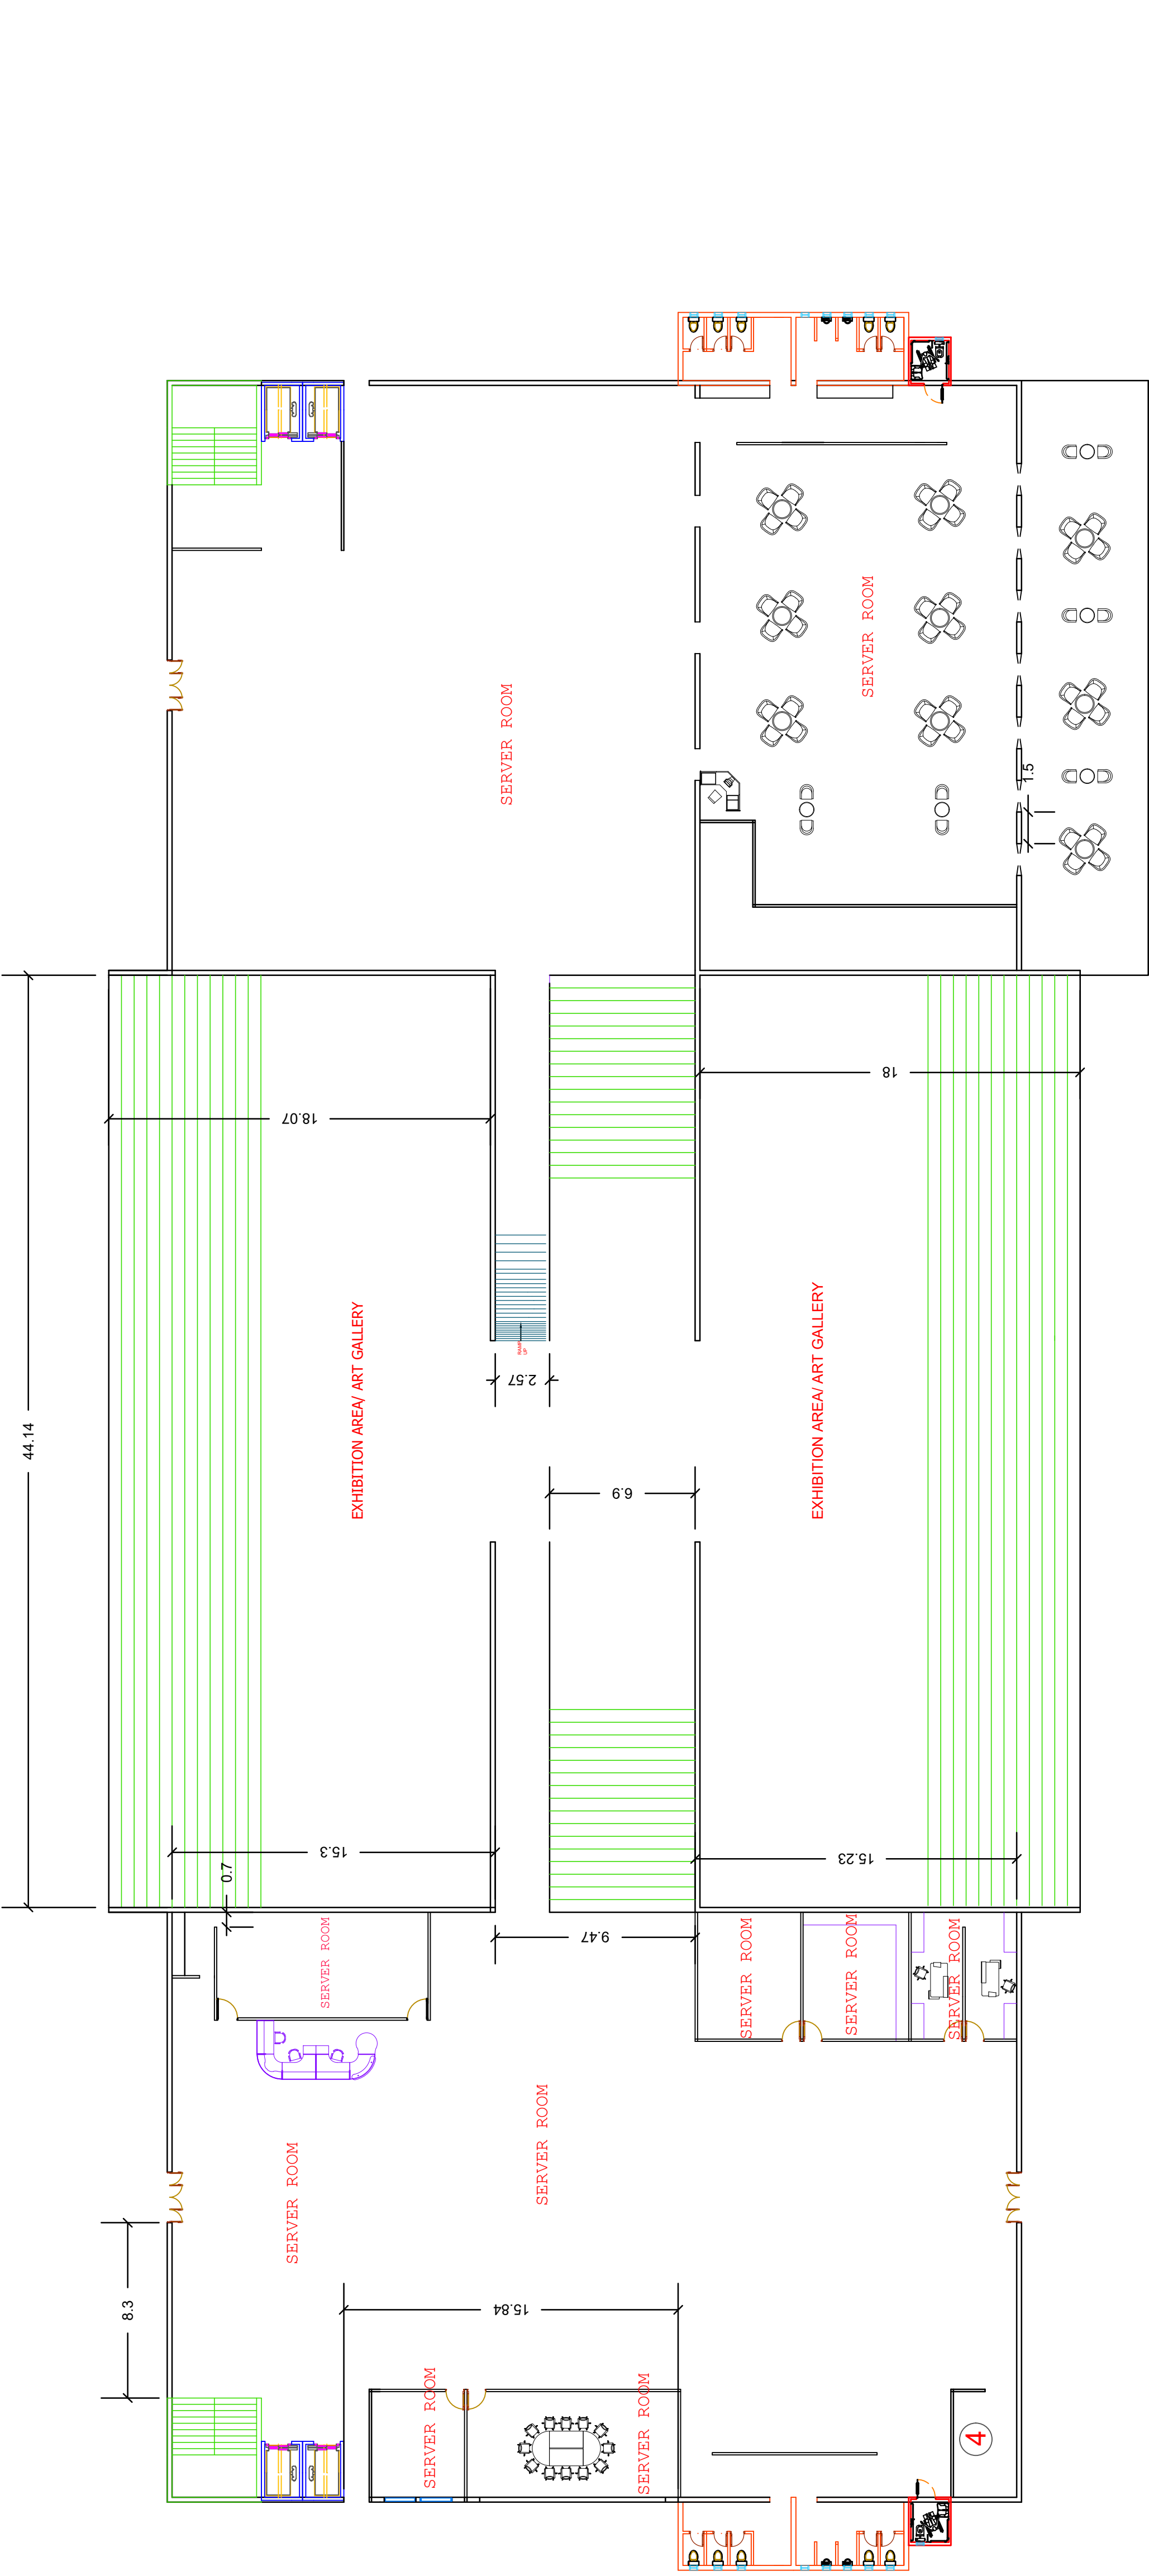 SERVER ROOM
SERVER ROOM
1.5
18
18.07
RAMP
UP
EXHIBITION AREA/ ART GALLERY
EXHIBITION AREA/ ART GALLERY
2.57
44.14
6.9
15.3
15.23
0.7
9.47
SERVER ROOM
SERVER ROOM
SERVER ROOM
SERVER ROOM
SERVER ROOM
SERVER ROOM
8.3
15.84
SERVER ROOM
SERVER ROOM
4